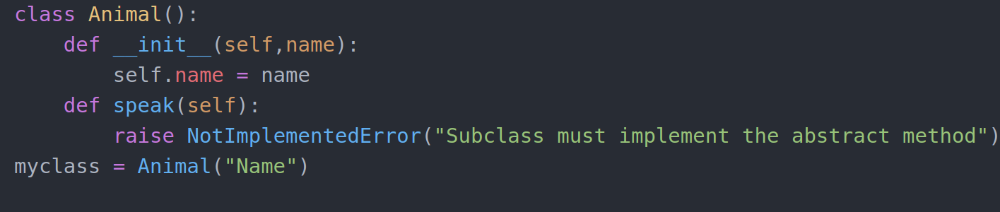 class Animal():
    def __init__(self,name):
        self.name = name
    def speak(self):
        raise NotImplementedError("Subclass must implement the abstract method")
myclass = Animal("Name")